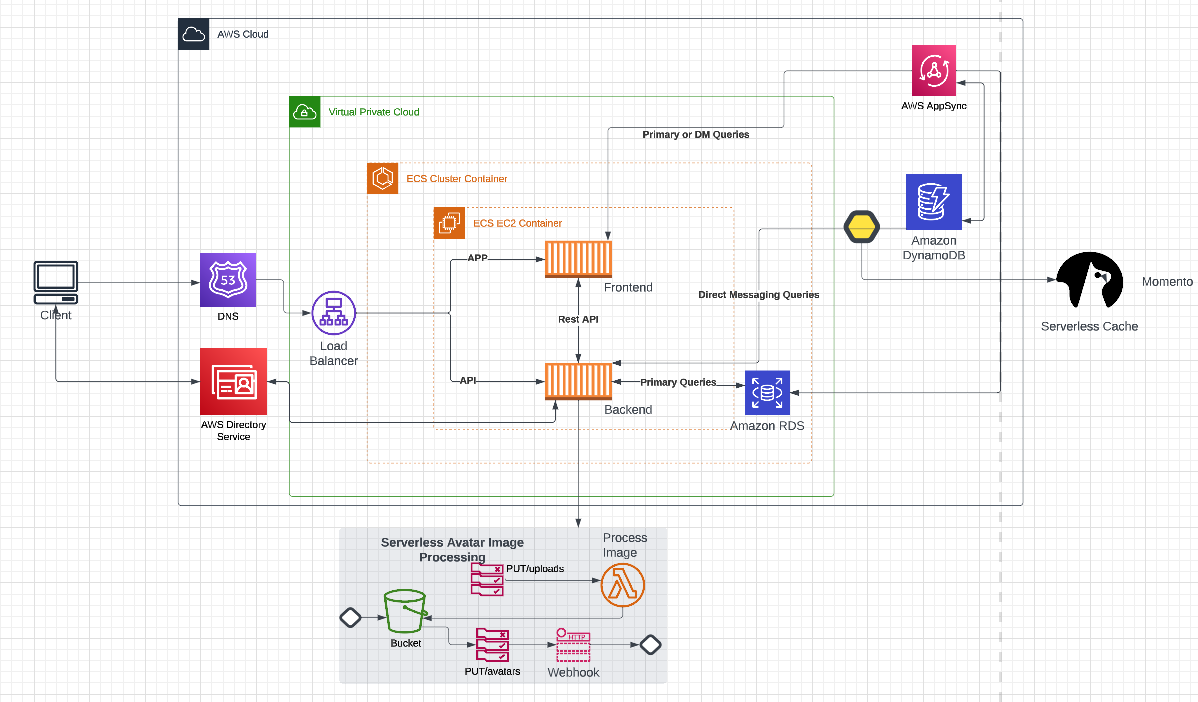 AWS Cloud
AWS AppSync
Virtual Private Cloud
Primary or DM Queries
ECS Cluster Container
ECS EC2 Container
Amazon
DynamoDB
APP
Frontend
53
DNS
Client
Direct Messaging Queries
Momento
Serverless Cache
Rest API
Load
Balancer
API
Primary Queries
Backend
Amazon RDS
AWS Directory
Service
Serverless Avatar Image
Processing
Process
Image
PUT/uploads
Bucket
HTTP
PUT/avatars
Webhook